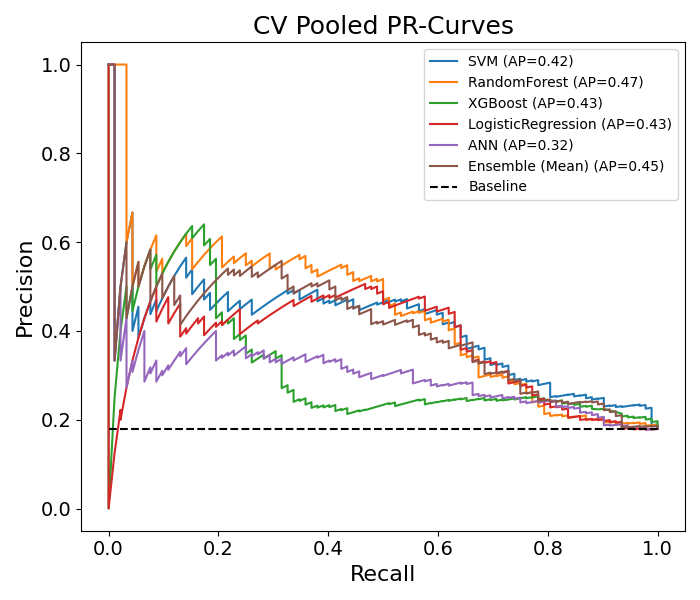 CV Pooled PR-Curves
SVM (AP=0.42)
RandomForest (AP=0.47)
XGBoost (AP=0.43)
LogisticRegression (AP=0.43)
ANN (AP=0.32)
Ensemble (Mean) (AP=0.45)
Baseline
Precision
1.0
0.8
0.6
0.4
0.2
0.0
0.0 0.2 0.4 0.6 0.8 1.0
Recall